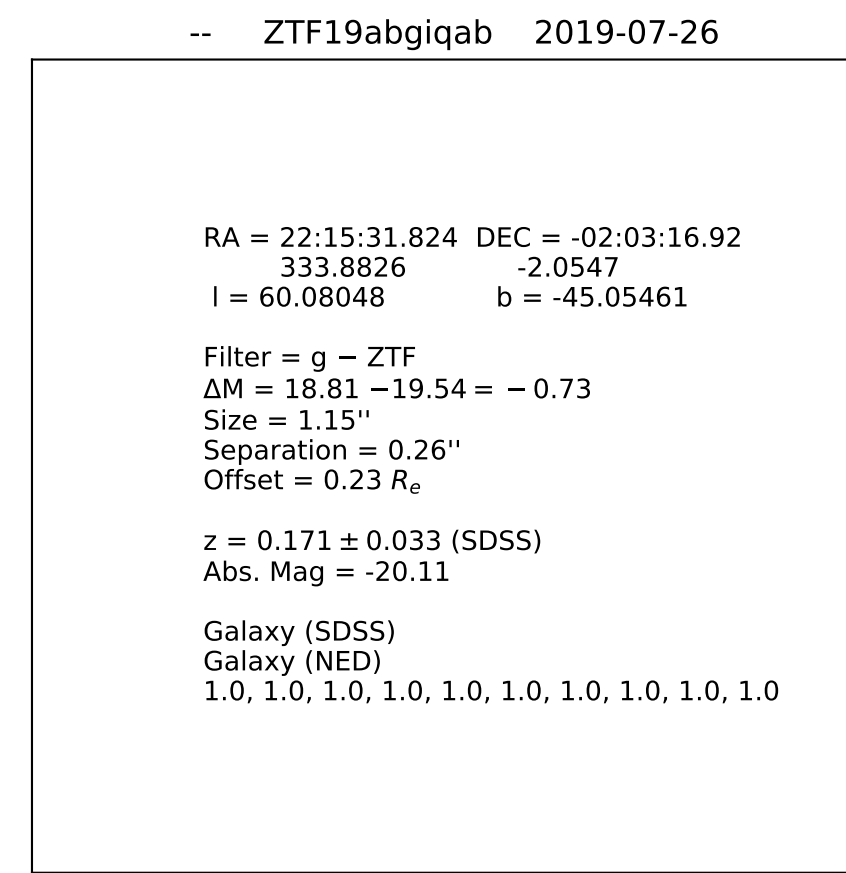 -- ZTF19abgiqab 2019-07-26
RA = 22:15:31.824 DEC = -02:03:16.92
333.8826 -2.0547
l = 60.08048 b = -45.05461
Filter = g − ZTF
ΔM = 18.81 −19.54 = − 0.73
Size = 1.15''
Separation = 0.26''
Offset = 0.23 Rₑ
z = 0.171 ± 0.033 (SDSS)
Abs. Mag = -20.11
Galaxy (SDSS)
Galaxy (NED)
1.0, 1.0, 1.0, 1.0, 1.0, 1.0, 1.0, 1.0, 1.0, 1.0